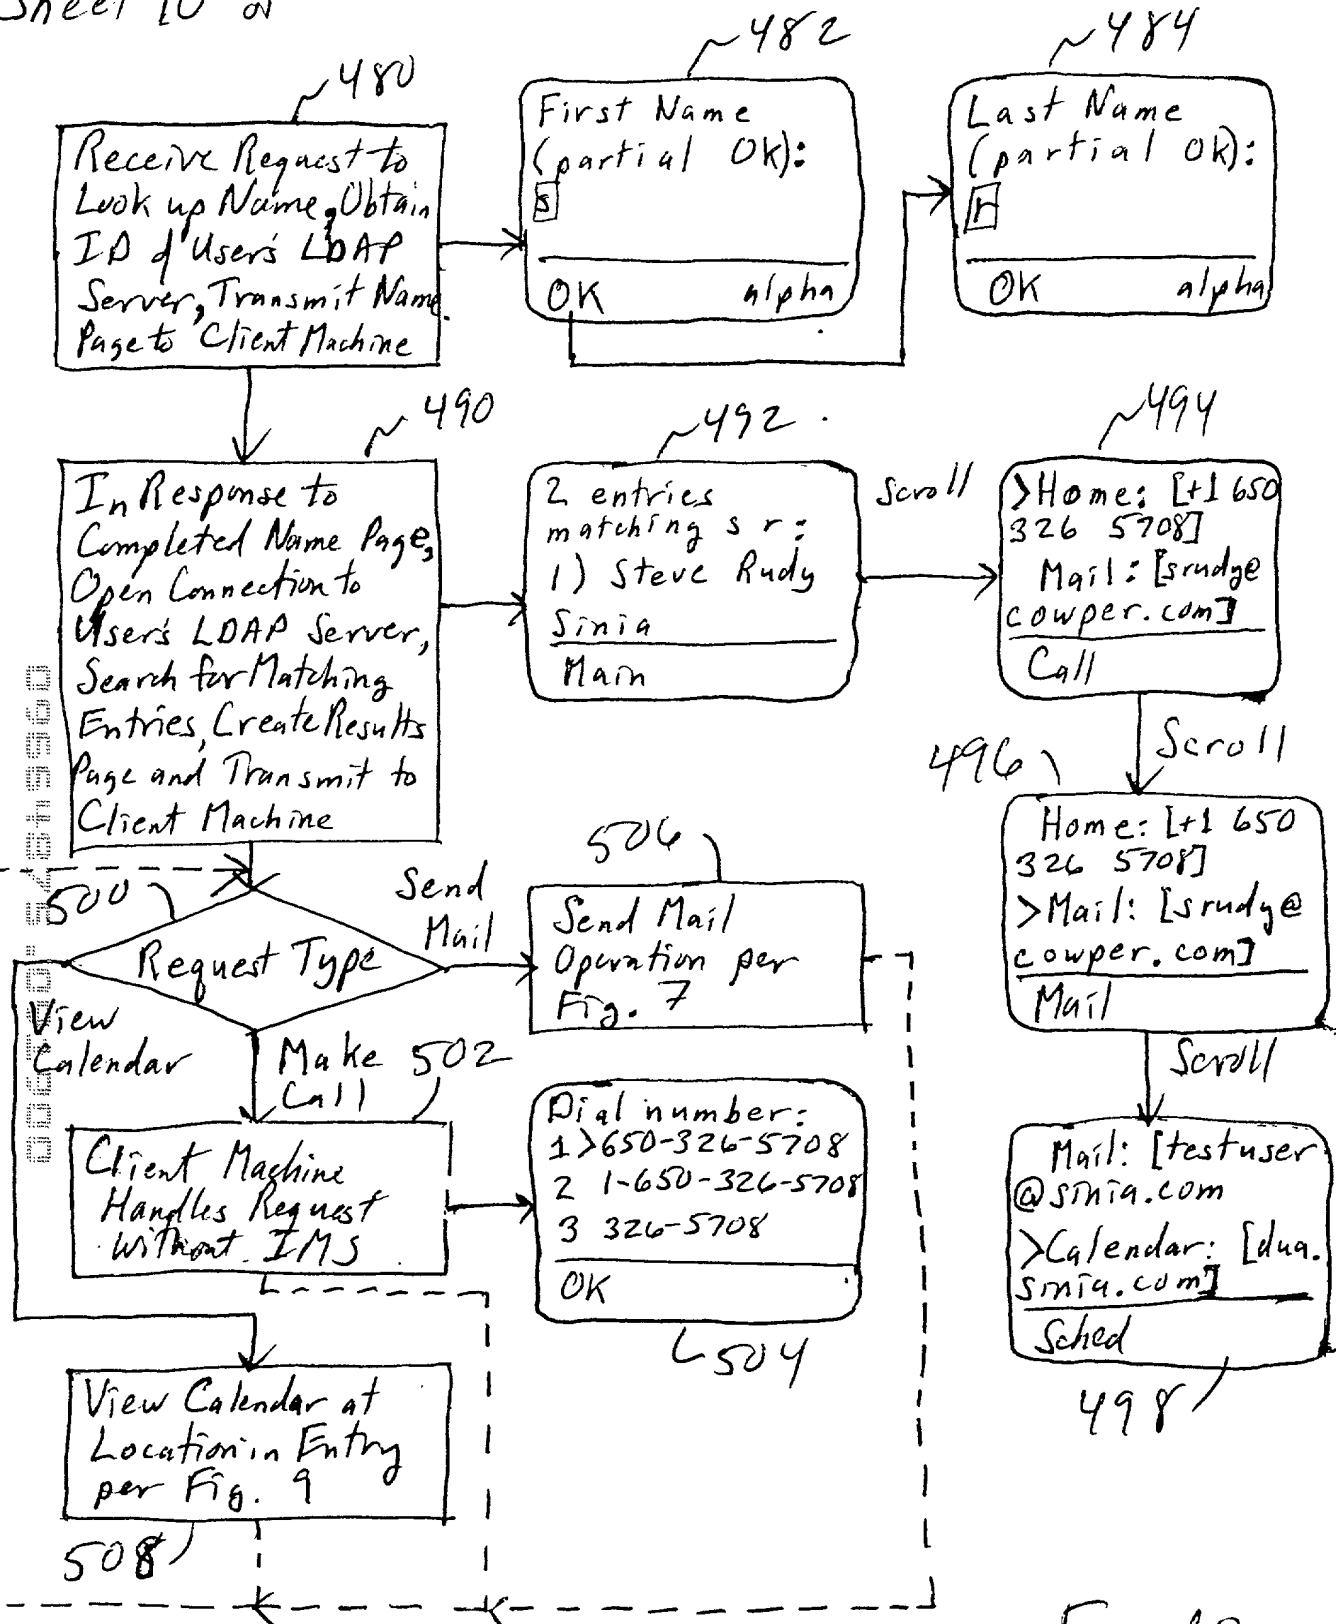 Sheet 10 of
480
Receive Request to
Look up Name, Obtain
ID of User's LDAP
Server, Transmit Name
Page to Client Machine
482
First Name
(partial OK):
s
OK alpha
484
Last Name
(partial OK):
r
OK alpha
490
In Response to
Completed Name Page,
Open Connection to
User's LDAP Server,
Search for Matching
Entries, Create Results
Page and Transmit to
Client Machine
492
2 entries
matching s r:
1) Steve Rudy
Sinia
Main
Scroll
494
>Home: [+1 650
326 5708]
Mail: [srudy@
cowper.com]
Call
Scroll
496
Home: [+1 650
326 5708]
>Mail: [srudy@
cowper.com]
Mail
Scroll
Mail: [testuser
@sinia.com
>Calendar: [dua.
sinia.com]
Sched
498
500
Request Type
Send
Mail
506
Send Mail
Operation per
Fig. 7
View
Calendar
Make
Call
502
Client Machine
Handles Request
Without IMS
Dial number:
1 >650-326-5708
2 1-650-326-5708
3 326-5708
OK
504
View Calendar at
Location in Entry
per Fig. 9
508